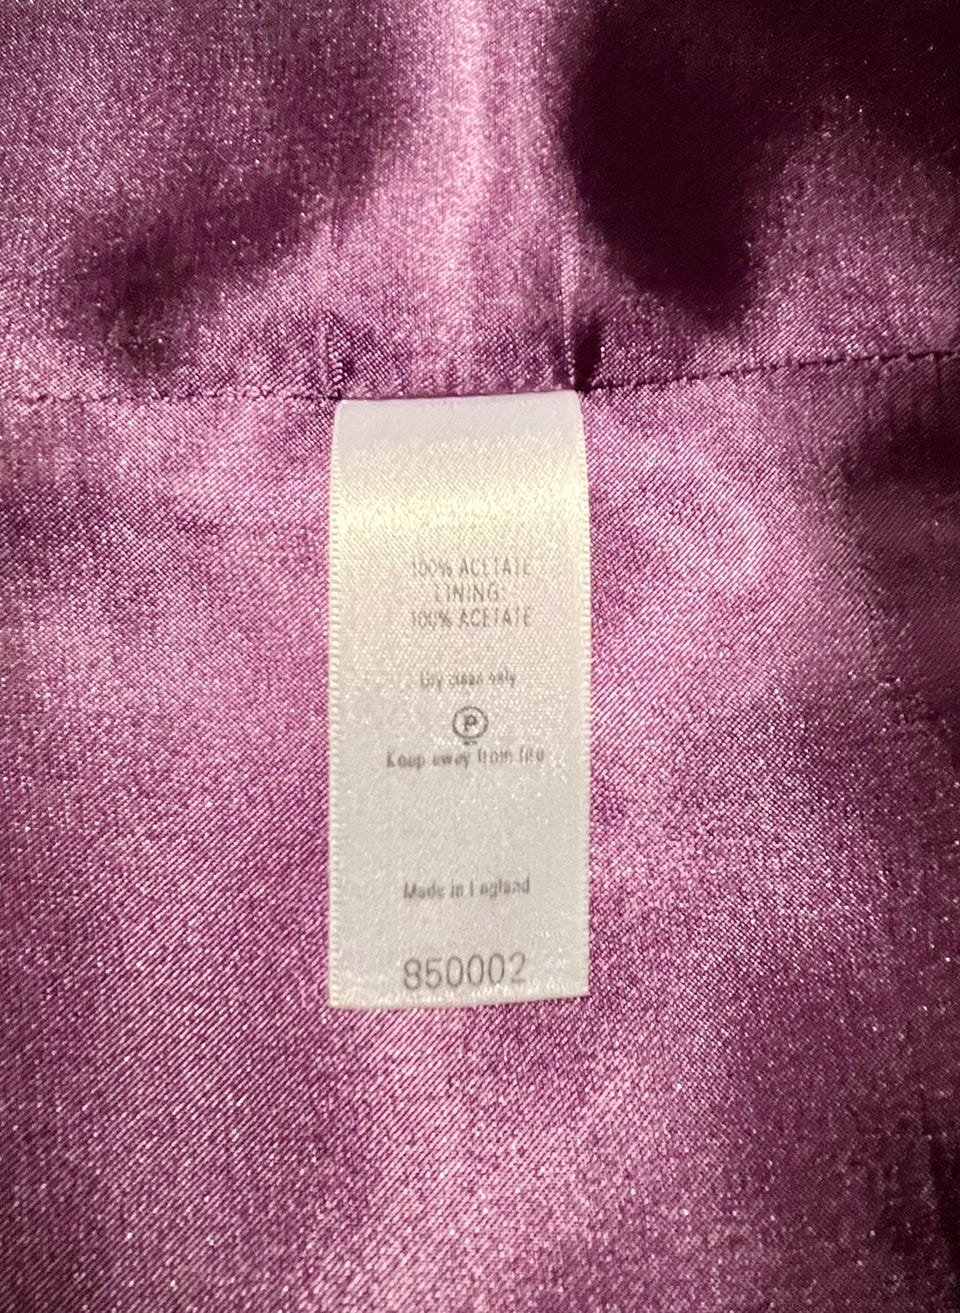 100% ACETATE
LINING:
100% ACETATE
Dry clean only
P
Keep away from fire
Made in England
850002